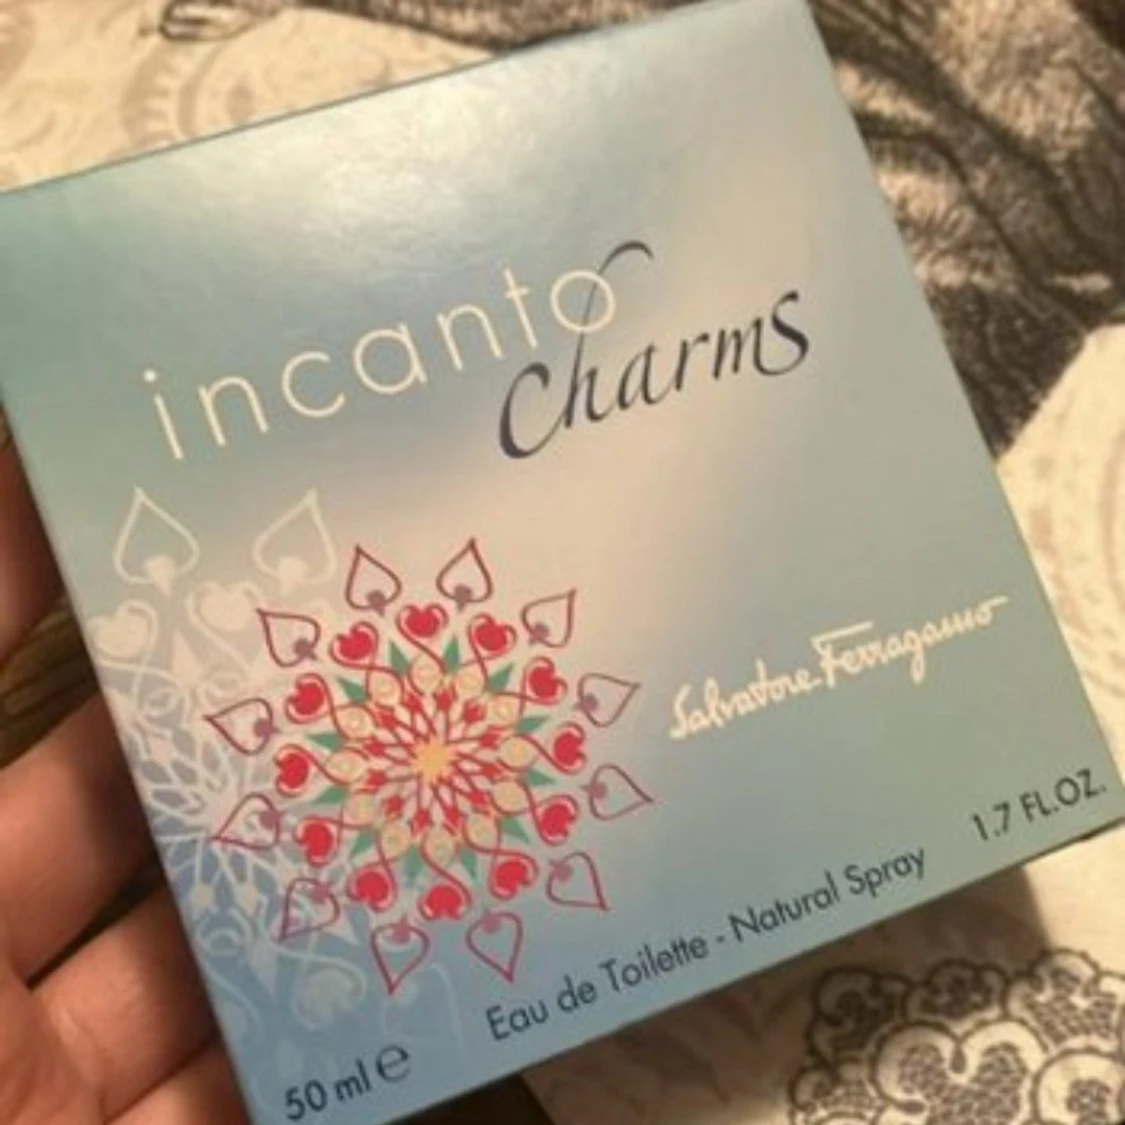 incanto
Charms
Salvatore Ferragamo
50 ml e Eau de Toilette - Natural Spray 1.7 FL.OZ.